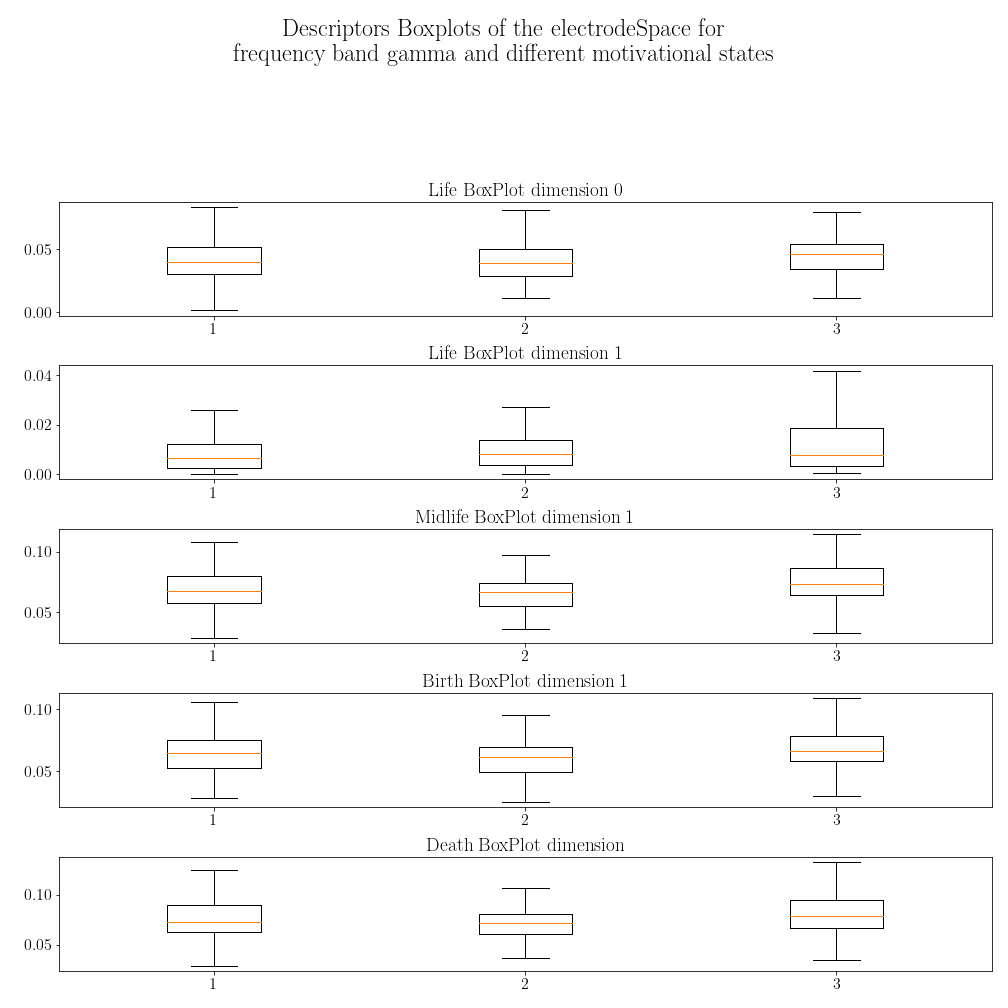 Descriptors Boxplots of the electrodeSpace for
frequency band gamma and different motivational states
Life BoxPlot dimension 0
0.05
0.00
1 2 3
Life BoxPlot dimension 1
0.04
0.02
0.00
1 2 3
Midlife BoxPlot dimension 1
0.10
0.05
1 2 3
Birth BoxPlot dimension 1
0.10
0.05
1 2 3
Death BoxPlot dimension
0.10
0.05
1 2 3